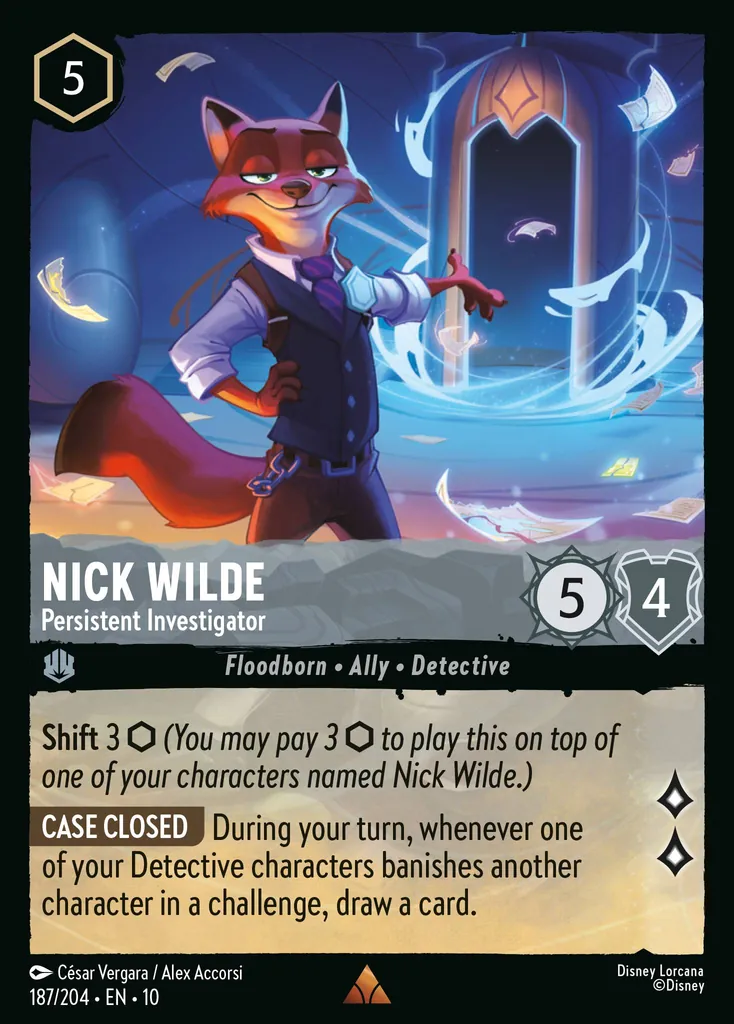 5
NICK WILDE
Persistent Investigator
5 4
Floodborn • Ally • Detective
Shift 3 ⬡ (You may pay 3 ⬡ to play this on top of
one of your characters named Nick Wilde.)
CASE CLOSED During your turn, whenever one
of your Detective characters banishes another
character in a challenge, draw a card.
César Vergara / Alex Accorsi
187/204 • EN • 10
Disney Lorcana
©Disney